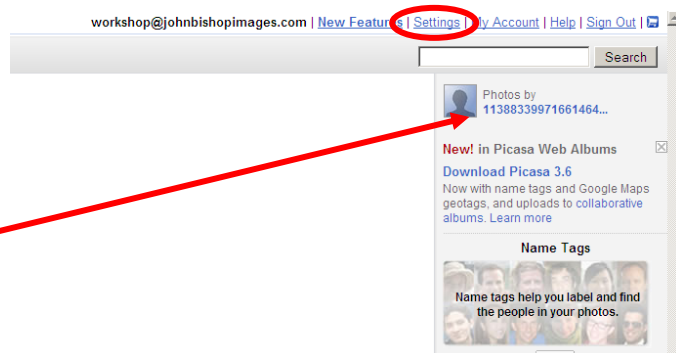 workshop@johnbishopimages.com | New Features | Settings | My Account | Help | Sign Out |
Search
Photos by
11388339971661464...
New! in Picasa Web Albums
Download Picasa 3.6
Now with name tags and Google Maps
geotags, and uploads to collaborative
albums. Learn more
Name Tags
Name tags help you label and find
the people in your photos.